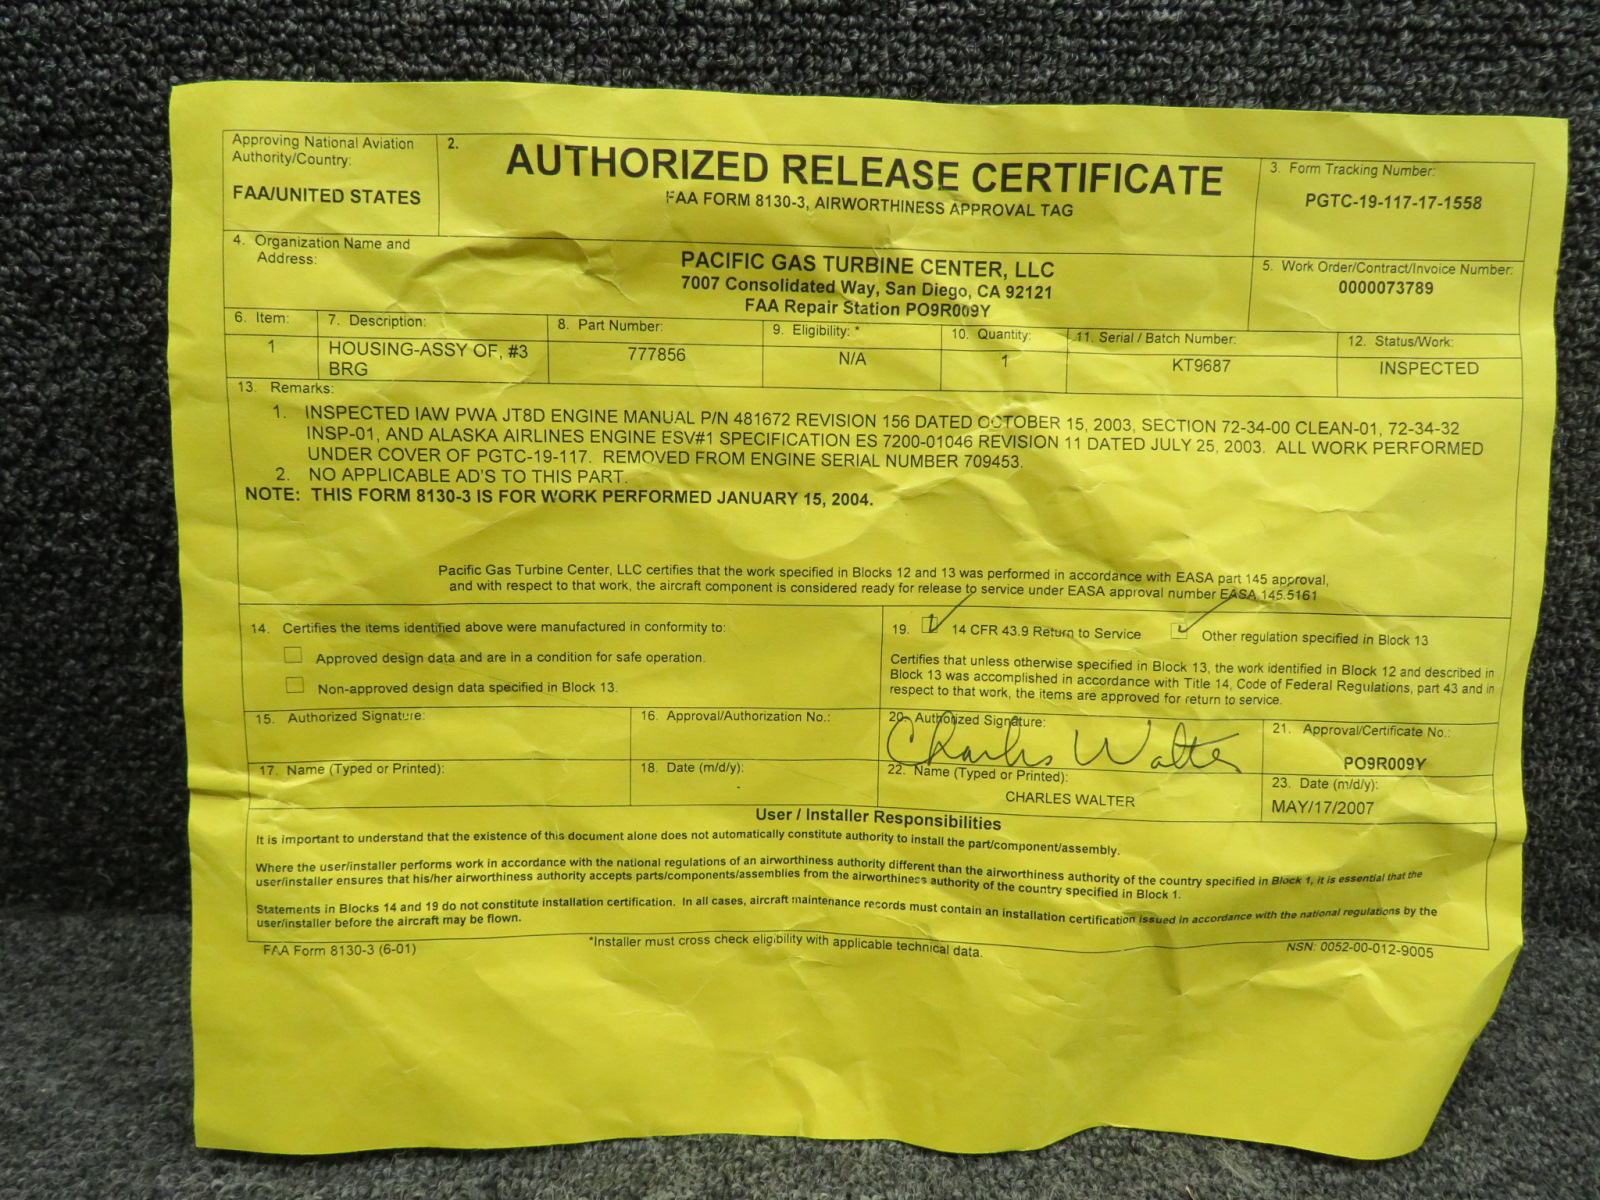 Approving National Aviation
Authority/Country:
FAA/UNITED STATES
2.
AUTHORIZED RELEASE CERTIFICATE
FAA FORM 8130-3, AIRWORTHINESS APPROVAL TAG
3. Form Tracking Number:
PGTC-19-117-17-1558
4. Organization Name and
Address:
PACIFIC GAS TURBINE CENTER, LLC
7007 Consolidated Way, San Diego, CA 92121
FAA Repair Station PO9R009Y
5. Work Order/Contract/Invoice Number:
0000073789
6. Item:
1
7. Description:
HOUSING-ASSY OF, #3
BRG
8. Part Number:
777856
9. Eligibility: *
N/A
10. Quantity:
1
11. Serial / Batch Number:
KT9687
12. Status/Work:
INSPECTED
13. Remarks:
1. INSPECTED IAW PWA JT8D ENGINE MANUAL P/N 481672 REVISION 156 DATED OCTOBER 15, 2003, SECTION 72-34-00 CLEAN-01, 72-34-32
INSP-01, AND ALASKA AIRLINES ENGINE ESV#1 SPECIFICATION ES 7200-01046 REVISION 11 DATED JULY 25, 2003. ALL WORK PERFORMED
UNDER COVER OF PGTC-19-117. REMOVED FROM ENGINE SERIAL NUMBER 709453.
2. NO APPLICABLE AD'S TO THIS PART.
NOTE: THIS FORM 8130-3 IS FOR WORK PERFORMED JANUARY 15, 2004.
Pacific Gas Turbine Center, LLC certifies that the work specified in Blocks 12 and 13 was performed in accordance with EASA part 145 approval,
and with respect to that work, the aircraft component is considered ready for release to service under EASA approval number EASA 145.5161
14. Certifies the items identified above were manufactured in conformity to:
Approved design data and are in a condition for safe operation.
Non-approved design data specified in Block 13.
19. 14 CFR 43.9 Return to Service Other regulation specified in Block 13
Certifies that unless otherwise specified in Block 13, the work identified in Block 12 and described in
Block 13 was accomplished in accordance with Title 14, Code of Federal Regulations, part 43 and in
respect to that work, the items are approved for return to service.
15. Authorized Signature:
16. Approval/Authorization No.:
20. Authorized Signature:
Charles Walter
21. Approval/Certificate No.:
PO9R009Y
17. Name (Typed or Printed):
18. Date (m/d/y):
22. Name (Typed or Printed):
CHARLES WALTER
23. Date (m/d/y):
MAY/17/2007
User / Installer Responsibilities
It is important to understand that the existence of this document alone does not automatically constitute authority to install the part/component/assembly.
Where the user/installer performs work in accordance with the national regulations of an airworthiness authority different than the airworthiness authority of the country specified in Block 1, it is essential that the
user/installer ensures that his/her airworthiness authority accepts parts/components/assemblies from the airworthiness authority of the country specified in Block 1.
Statements in Blocks 14 and 19 do not constitute installation certification. In all cases, aircraft maintenance records must contain an installation certification issued in accordance with the national regulations by the
user/installer before the aircraft may be flown.
FAA Form 8130-3 (6-01)
*Installer must cross check eligibility with applicable technical data.
NSN: 0052-00-012-9005